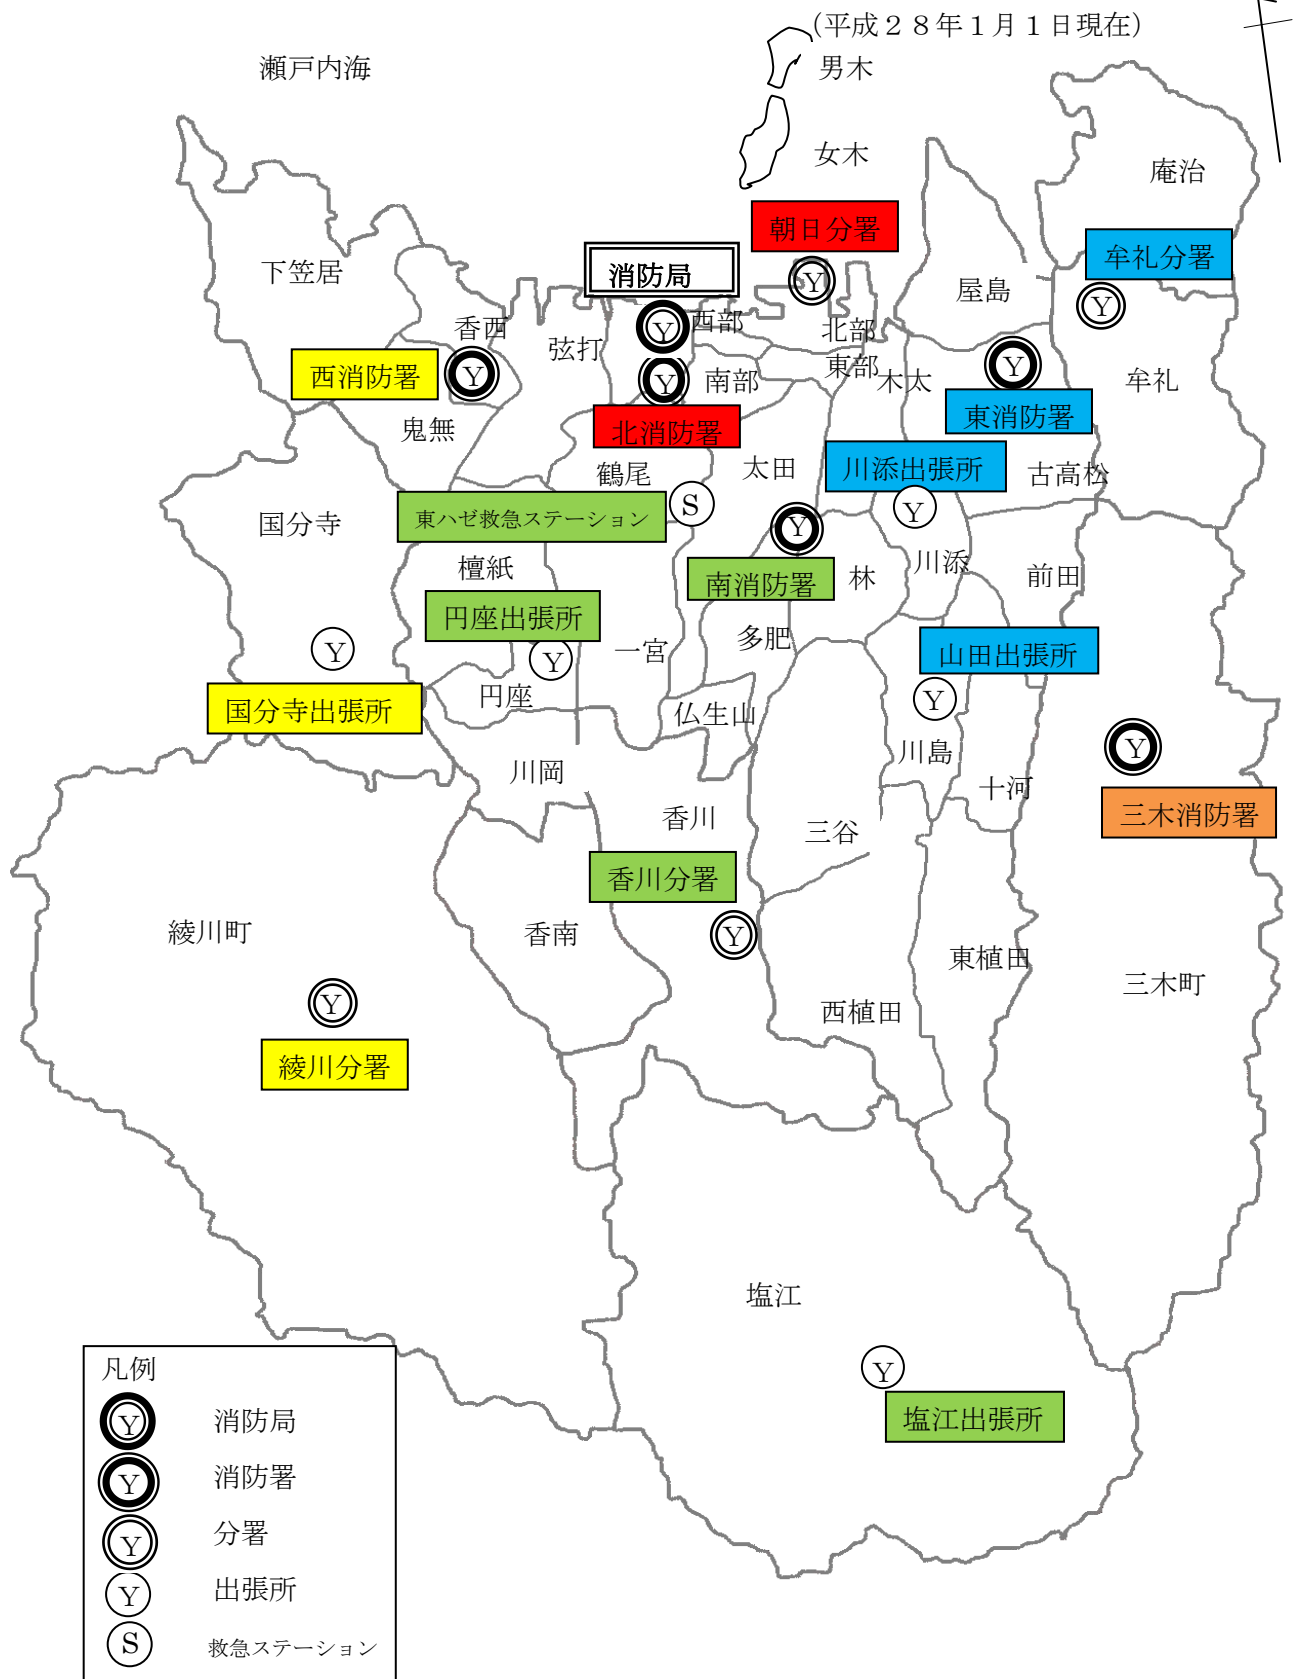 (平成２８年１月１日現在)
瀬戸内海
男木
女木
庵治
朝日分署
牟礼分署
消防局
下笠居
屋島
Y
Y
香西
弦打
Y
西部
北部
西消防署
Y
Y
南部
東部
木太
Y
牟礼
鬼無
北消防署
東消防署
鶴尾
太田
川添出張所
古高松
国分寺
東ハゼ救急ステーション
S
Y
Y
檀紙
南消防署
林
川添
前田
円座出張所
Y
Y
一宮
多肥
山田出張所
国分寺出張所
円座
仏生山
Y
川岡
川島
Y
十河
香川
三谷
三木消防署
香川分署
綾川町
香南
Y
東植田
三木町
Y
西植田
綾川分署
塩江
Y
塩江出張所
凡例
Y 消防局
Y 消防署
Y 分署
Y 出張所
S 救急ステーション